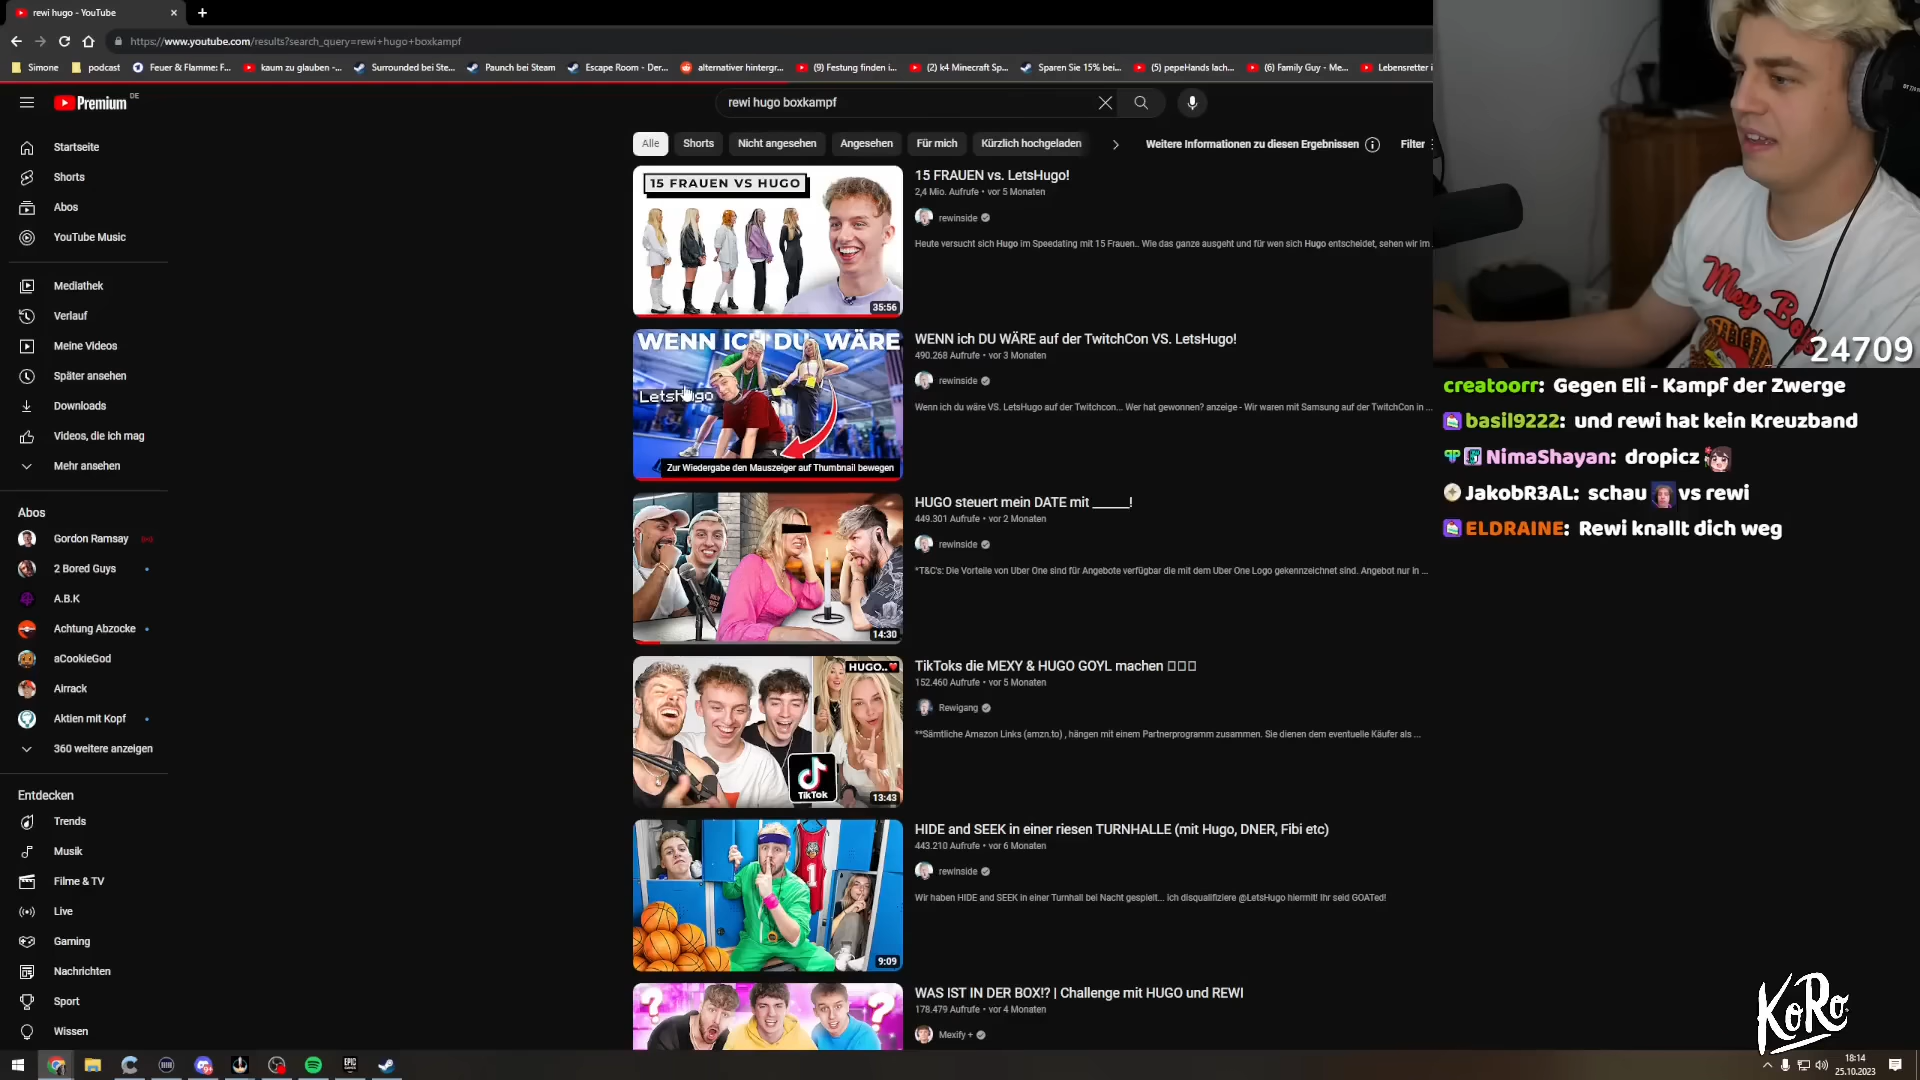 rewi hugo - YouTube
https://www.youtube.com/results?search_query=rewi+hugo+boxkampf
Simone
podcast
Feuer & Flamme: F...
kaum zu glauben -...
Surrounded bei Ste...
Paunch bei Steam
Escape Room - Der...
alternativer hintergr...
(9) Festung finden i...
(2) k4 Minecraft Sp...
Sparen Sie 15% bei...
(5) pepeHands lach...
(6) Family Guy - Me...
Lebensretter i
Premium DE
rewi hugo boxkampf
Alle
Shorts
Nicht angesehen
Angesehen
Für mich
Kürzlich hochgeladen
Weitere Informationen zu diesen Ergebnissen
Filter
Startseite
Shorts
Abos
YouTube Music
Mediathek
Verlauf
Meine Videos
Später ansehen
Downloads
Videos, die ich mag
Mehr ansehen
Abos
Gordon Ramsay
2 Bored Guys
A.B.K
Achtung Abzocke
aCookieGod
Airrack
Aktien mit Kopf
360 weitere anzeigen
Entdecken
Trends
Musik
Filme & TV
Live
Gaming
Nachrichten
Sport
Wissen
15 FRAUEN VS HUGO
35:56
15 FRAUEN vs. LetsHugo!
2,4 Mio. Aufrufe • vor 5 Monaten
rewinside
Heute versucht sich Hugo im Speedating mit 15 Frauen.. Wie das ganze ausgeht und für wen sich Hugo entscheidet, sehen wir im
WENN ICH DU WÄRE
LetsHugo
Zur Wiedergabe den Mauszeiger auf Thumbnail bewegen
WENN ich DU WÄRE auf der TwitchCon VS. LetsHugo!
490.268 Aufrufe • vor 3 Monaten
rewinside
Wenn ich du wäre VS. LetsHugo auf der Twitchcon... Wer hat gewonnen? anzeige - Wir waren mit Samsung auf der TwitchCon in ...
14:30
HUGO steuert mein DATE mit ______!
449.301 Aufrufe • vor 2 Monaten
rewinside
*T&C's: Die Vorteile von Uber One sind für Angebote verfügbar die mit dem Uber One Logo gekennzeichnet sind. Angebot nur in ...
HUGO..
TikTok
13:43
TikToks die MEXY & HUGO GOYL machen
152.460 Aufrufe • vor 5 Monaten
Rewigang
**Sämtliche Amazon Links (amzn.to) , hängen mit einem Partnerprogramm zusammen. Sie dienen dem eventuelle Käufer als ...
1
9:09
HIDE and SEEK in einer riesen TURNHALLE (mit Hugo, DNER, Fibi etc)
443.210 Aufrufe • vor 6 Monaten
rewinside
Wir haben HIDE and SEEK in einer Turnhall bei Nacht gespielt... ich disqualifiziere @LetsHugo hiermit! Ihr seid GOATed!
? ?
WAS IST IN DER BOX!? | Challenge mit HUGO und REWI
178.479 Aufrufe • vor 4 Monaten
Mexify +
24709
creatoorr: Gegen Eli - Kampf der Zwerge
basil9222: und rewi hat kein Kreuzband
NimaShayan: dropicz
JakobR3AL: schau vs rewi
ELDRAINE: Rewi knallt dich weg
KoRo
EPIC
18:14
25.10.2023